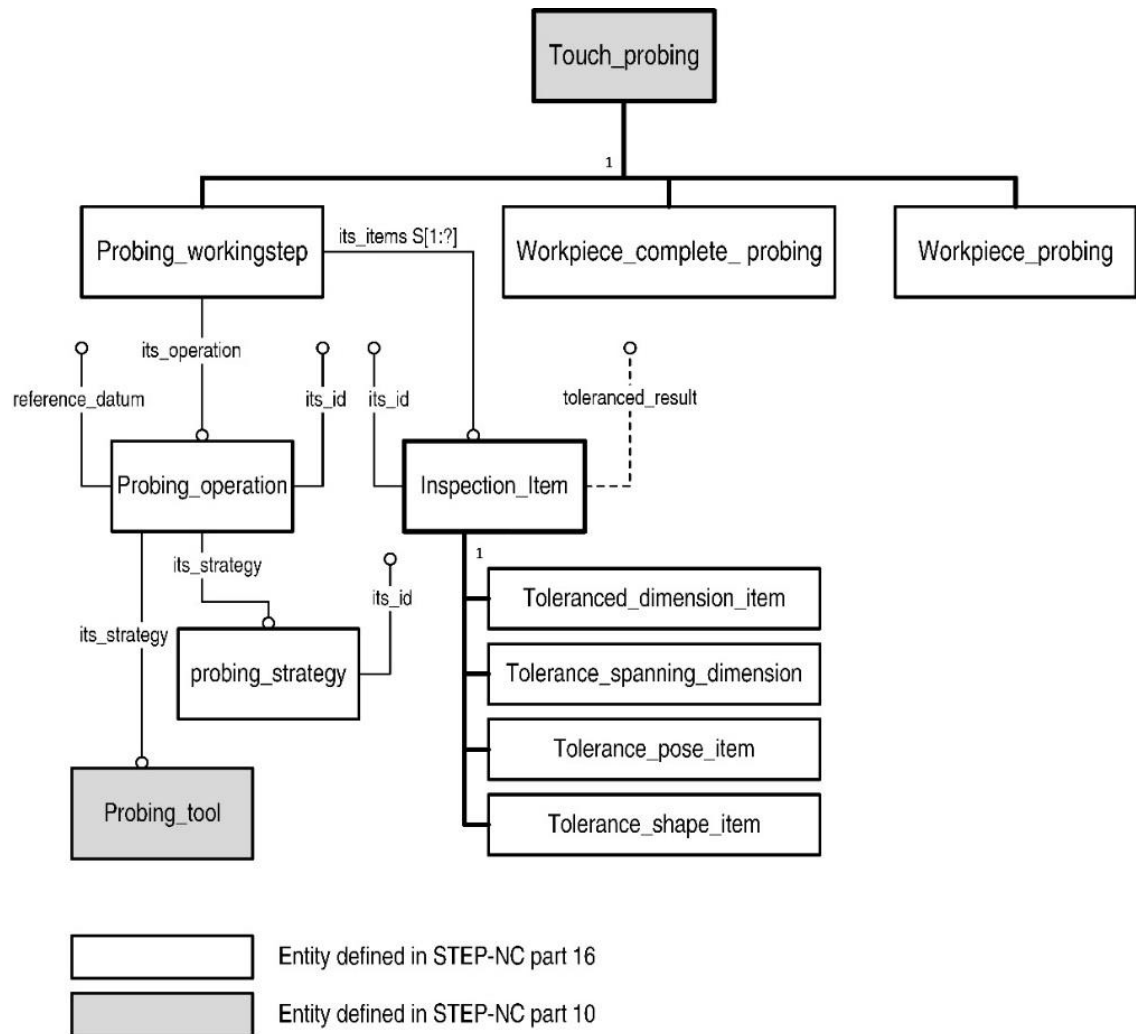 Touch_probing
1
Probing_workingstep
its_items S[1:?]
Workpiece_complete_ probing
Workpiece_probing
its_operation
reference_datum
its_id
its_id
toleranced_result
Probing_operation
Inspection_Item
1
its_strategy
its_id
Toleranced_dimension_item
its_strategy
probing_strategy
Tolerance_spanning_dimension
Tolerance_pose_item
Probing_tool
Tolerance_shape_item
Entity defined in STEP-NC part 16
Entity defined in STEP-NC part 10